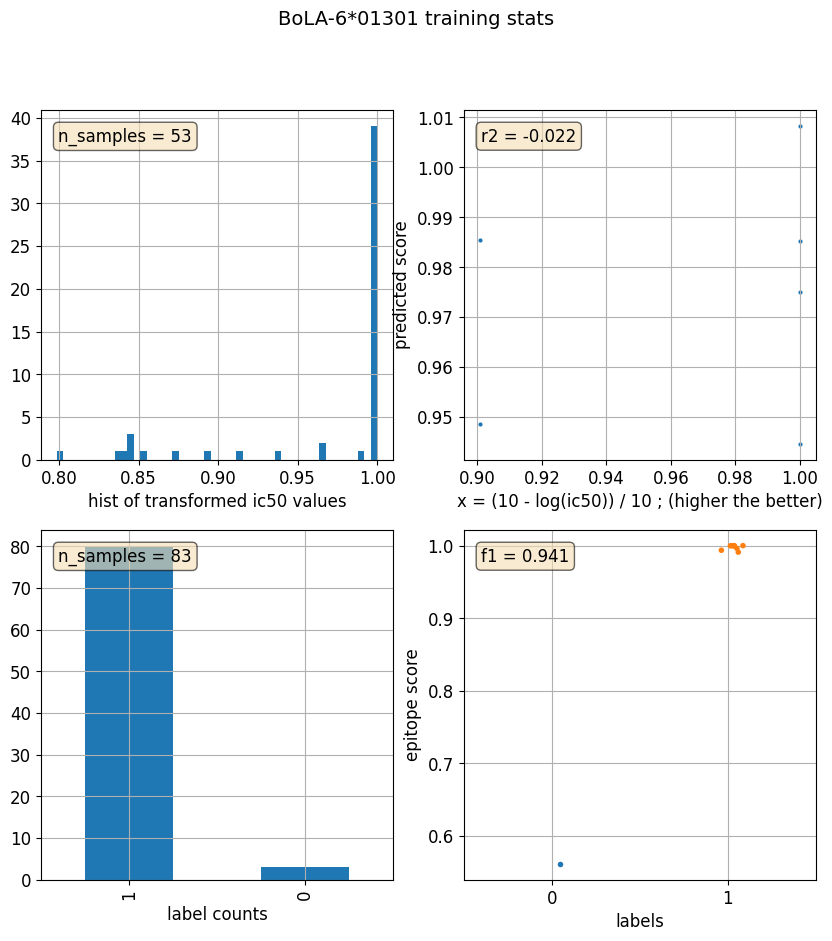 BoLA-6*01301 training stats
40
35
30
25
20
15
10
5
0
n_samples = 53
0.80 0.85 0.90 0.95 1.00
hist of transformed ic50 values
1.01
1.00
0.99
0.98
0.97
0.96
0.95
predicted score
r2 = -0.022
0.90 0.92 0.94 0.96 0.98 1.00
x = (10 - log(ic50)) / 10 ; (higher the better)
80
70
60
50
40
30
20
10
0
n_samples = 83
1 0
label counts
1.0
0.9
0.8
0.7
0.6
epitope score
f1 = 0.941
0 1
labels